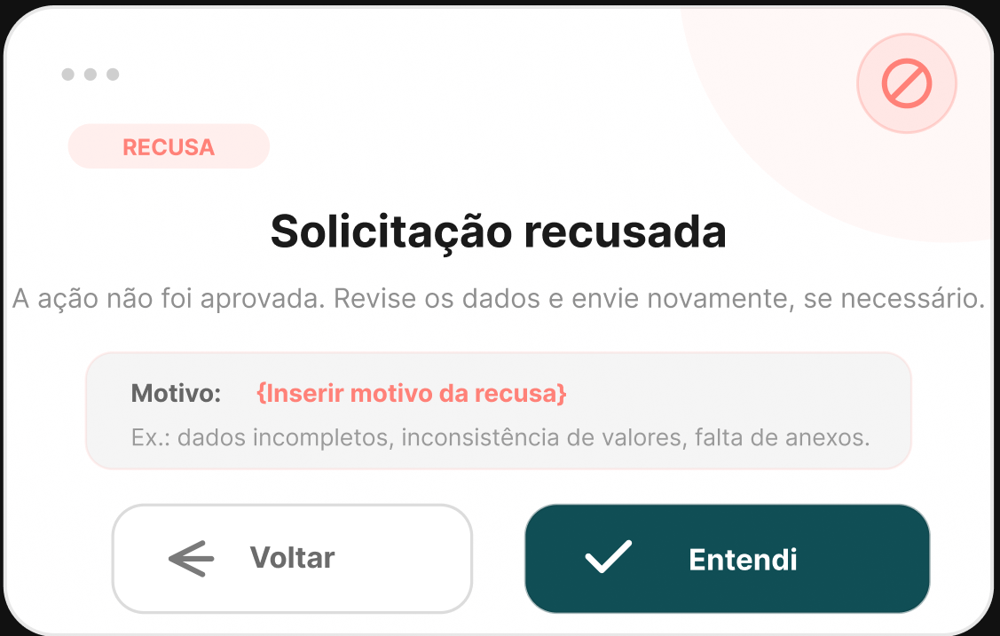 RECUSA
Solicitação recusada
A ação não foi aprovada. Revise os dados e envie novamente, se necessário.
Motivo: {Inserir motivo da recusa}
Ex.: dados incompletos, inconsistência de valores, falta de anexos.
Voltar
Entendi